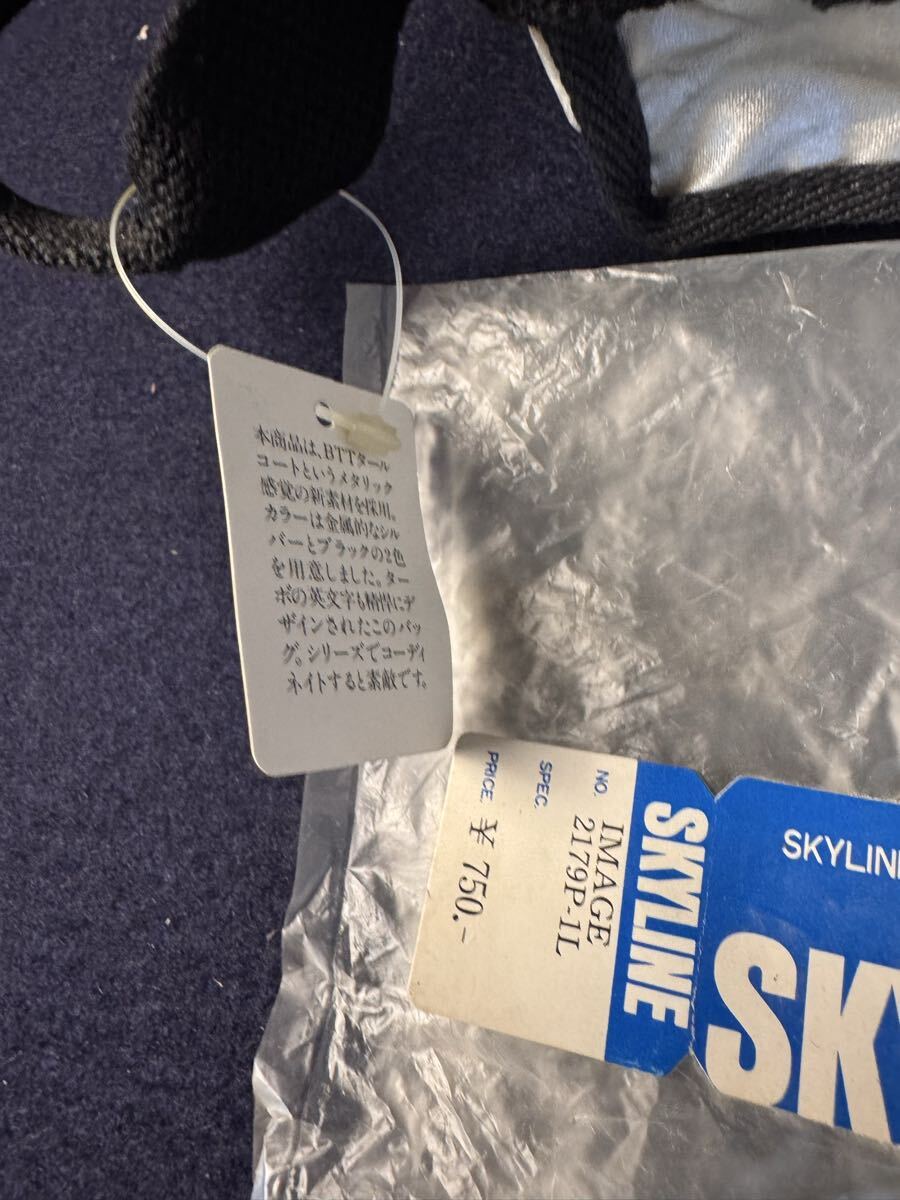 本商品は、BTTタール
コートというメタリック
感覚の新素材を採用。
カラーは金属的なシル
バーとブラックの2色
を用意しました。ター
ボの英文字も精悍にデ
ザインされたこのバッ
グ。シリーズでコーディ
ネイトすると素敵です。
SKYLINE
NO. IMAGE
2179P-1L
SPEC.
PRICE. ¥ 750.-
SKYLINE
SKY